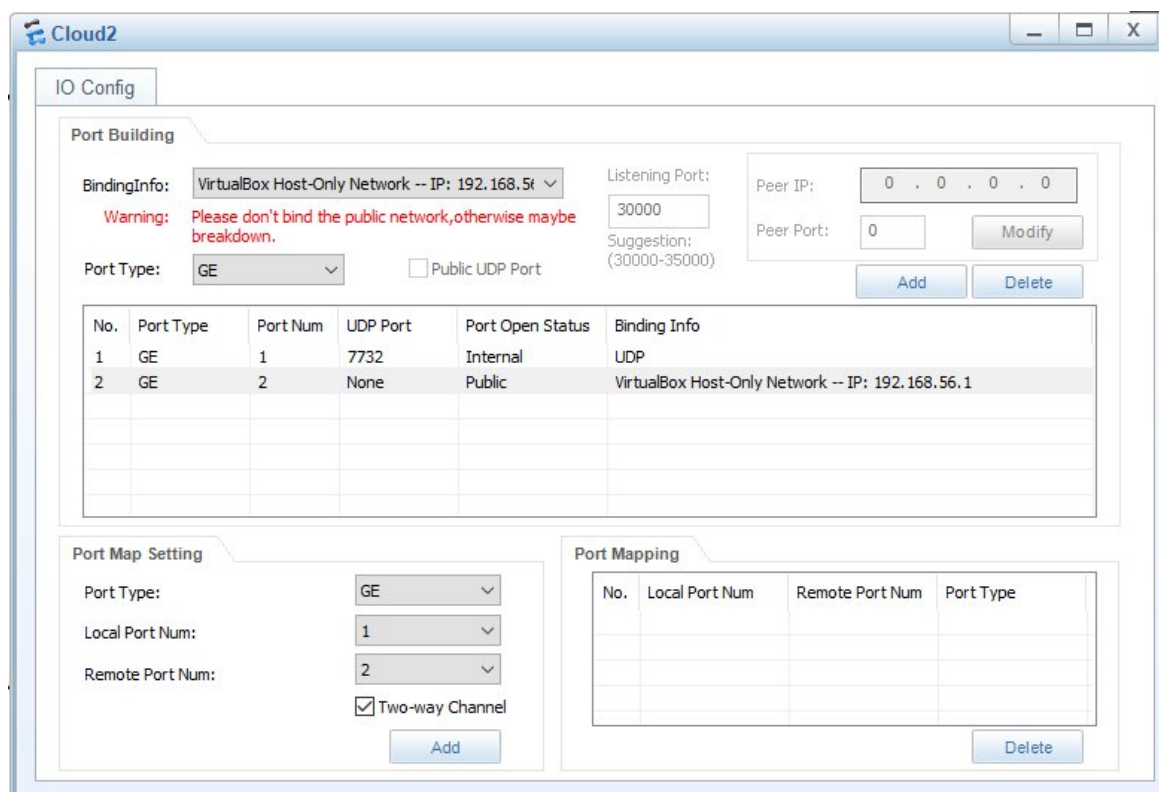 Cloud2
IO Config
Port Building
BindingInfo: VirtualBox Host-Only Network -- IP: 192.168.56
Warning: Please don't bind the public network,otherwise maybe
breakdown.
Port Type: GE
Public UDP Port
Listening Port:
30000
Suggestion:
(30000-35000)
Peer IP: 0 . 0 . 0 . 0
Peer Port: 0 Modify
Add Delete
No. Port Type Port Num UDP Port Port Open Status Binding Info
1 GE 1 7732 Internal UDP
2 GE 2 None Public VirtualBox Host-Only Network -- IP: 192.168.56.1
Port Map Setting
Port Type: GE
Local Port Num: 1
Remote Port Num: 2
Two-way Channel
Add
Port Mapping
No. Local Port Num Remote Port Num Port Type
Delete